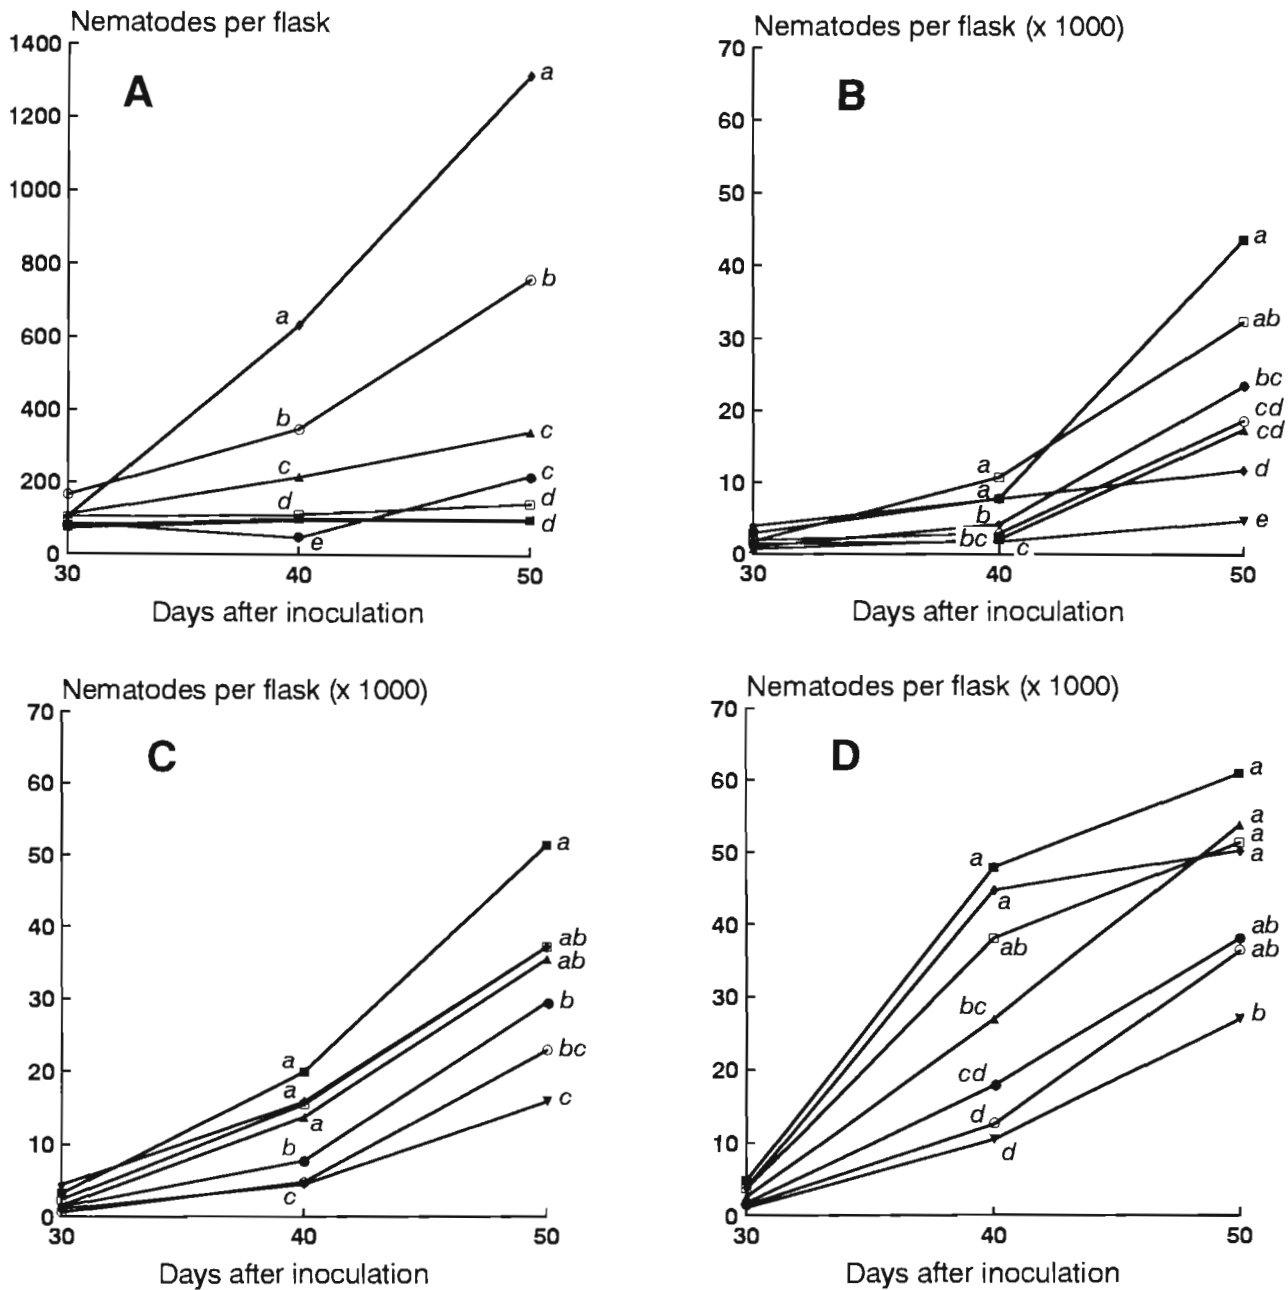 Nematodes per flask
1400
A
a
1200
1000
800
b
600
a
400
b
c
c
200
c
d
d
d
e
0
30 40 50
Days after inoculation
Nematodes per flask (x 1000)
70
B
60
50
a
40
30
ab
bc
20
cd
cd
a
d
10
a
b
e
bc
c
0
30 40 50
Days after inoculation
Nematodes per flask (x 1000)
70
C
60
50
a
40
ab
ab
30
b
bc
20
a
c
a
a
10
b
c
0
30 40 50
Days after inoculation
Nematodes per flask (x 1000)
70
D
60
a
a
a
a
50
a
a
40
ab
ab
ab
30
bc
b
20
cd
d
10
d
0
30 40 50
Days after inoculation